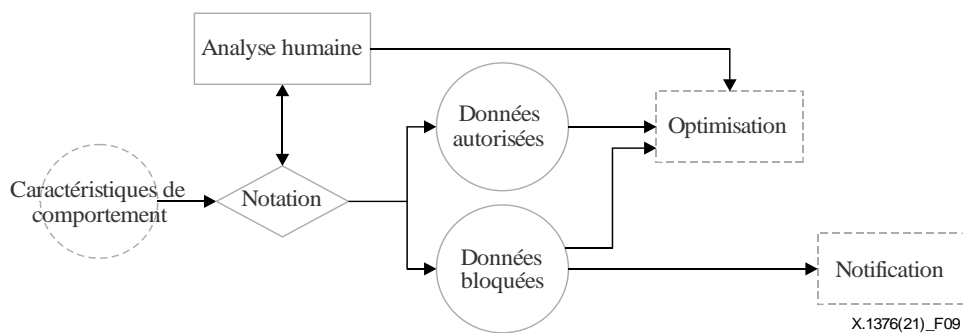 Analyse humaine
Données
autorisées
Optimisation
Caractéristiques de
comportement
Notation
Données
bloquées
Notification
X.1376(21)_F09